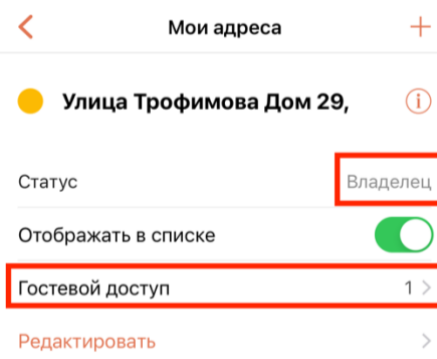 Мои адреса
Улица Трофимова Дом 29,
Статус Владелец
Отображать в списке
Гостевой доступ 1
Редактировать